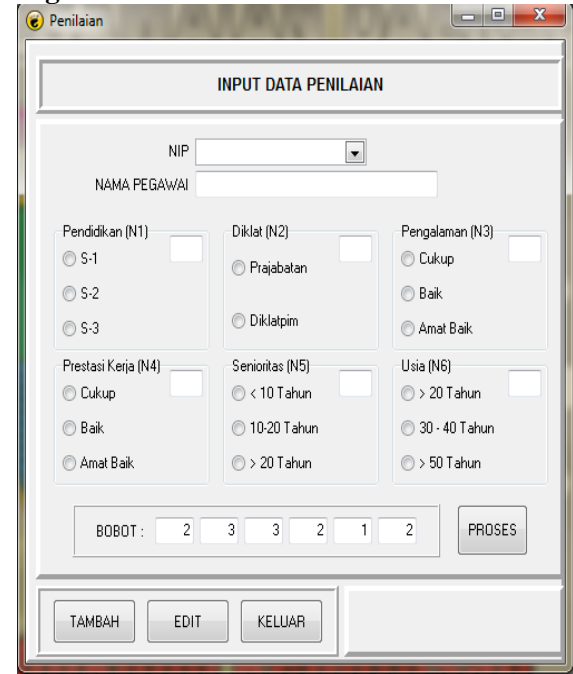 Penilaian
INPUT DATA PENILAIAN
NIP
NAMA PEGAWAI
Pendidikan (N1)
S-1
S-2
S-3
Diklat (N2)
Prajabatan
Diklatpim
Pengalaman (N3)
Cukup
Baik
Amat Baik
Prestasi Kerja (N4)
Cukup
Baik
Amat Baik
Senioritas (N5)
< 10 Tahun
10-20 Tahun
> 20 Tahun
Usia (N6)
> 20 Tahun
30 - 40 Tahun
> 50 Tahun
BOBOT : 2 3 3 2 1 2
PROSES
TAMBAH EDIT KELUAR